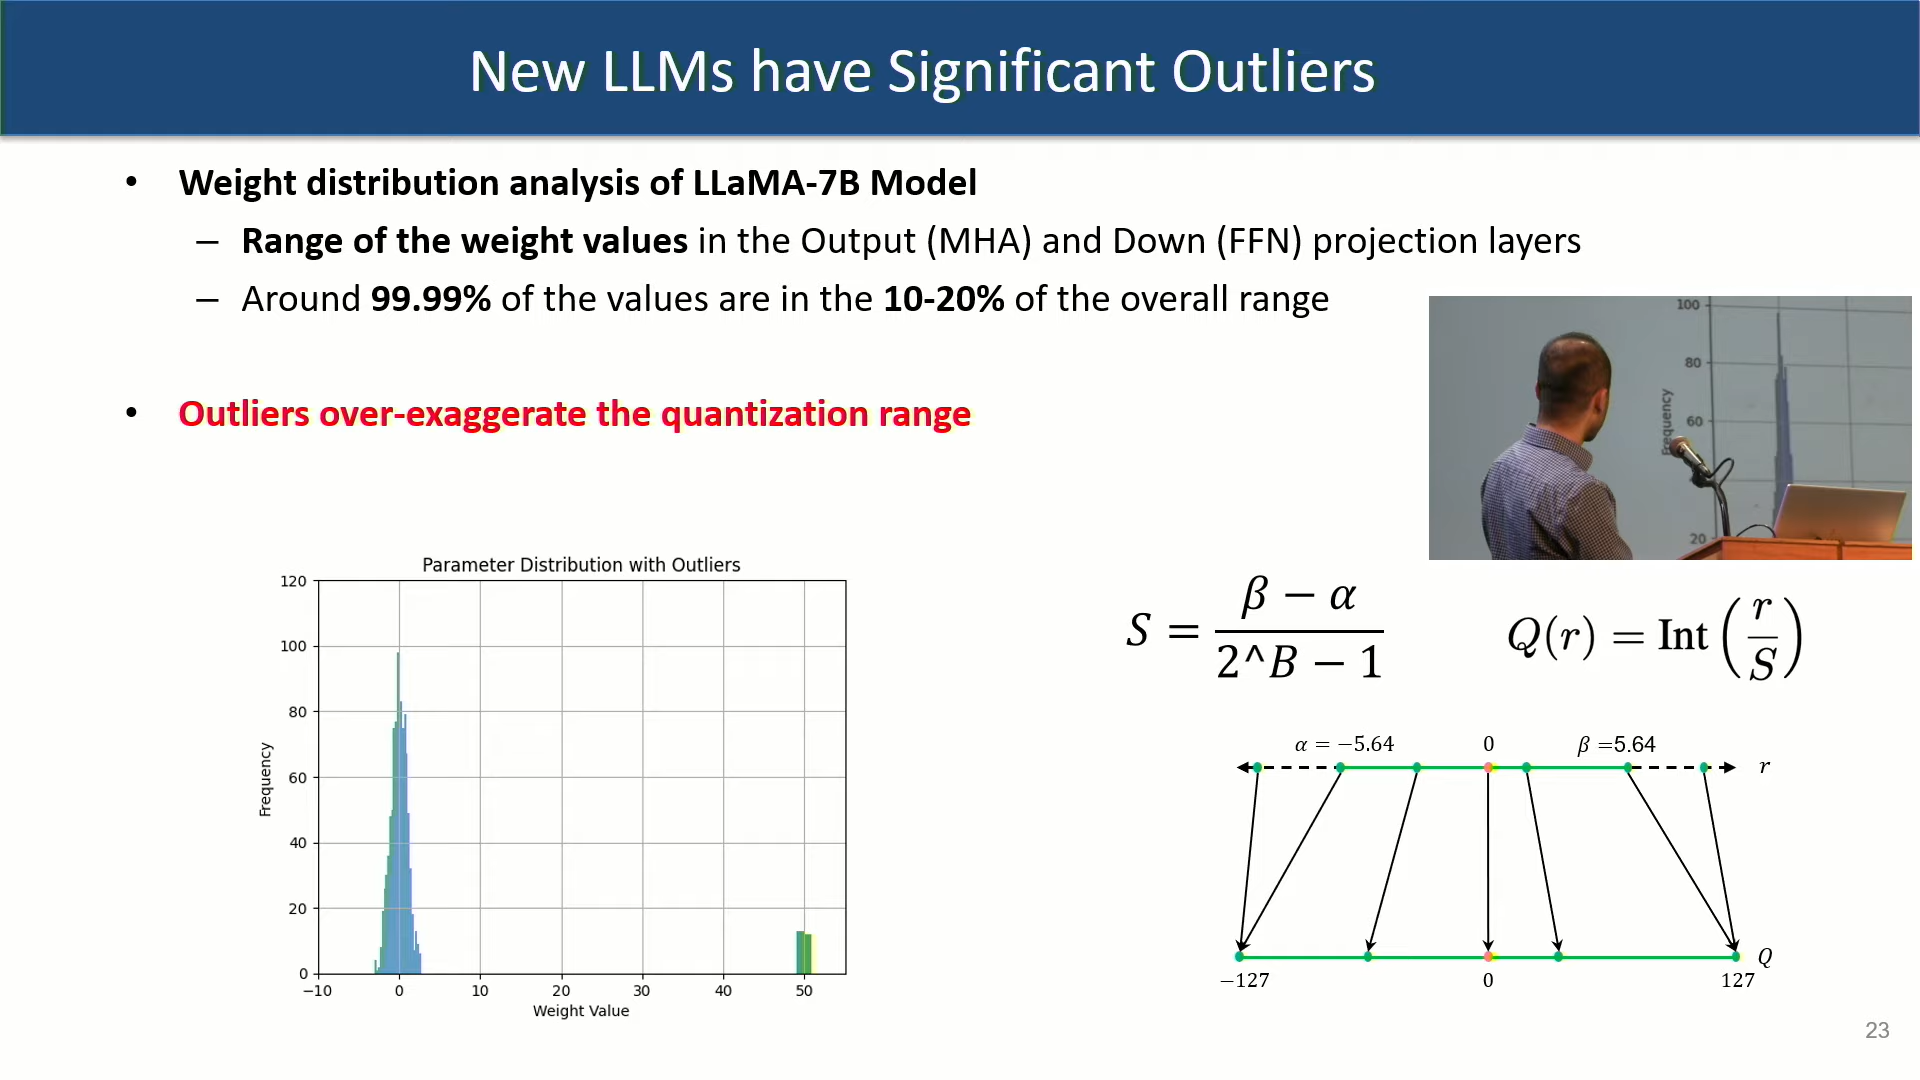 New LLMs have Significant Outliers
• Weight distribution analysis of LLaMA-7B Model
– Range of the weight values in the Output (MHA) and Down (FFN) projection layers
– Around 99.99% of the values are in the 10-20% of the overall range
• Outliers over-exaggerate the quantization range
100
80
60
20
Frequency
Parameter Distribution with Outliers
120
100
80
60
40
20
0
Frequency
−10 0 10 20 30 40 50
Weight Value
S = (β − α) / (2^B − 1)
Q(r) = Int(r/S)
α = −5.64 0 β =5.64
r
Q
−127 0 127
23